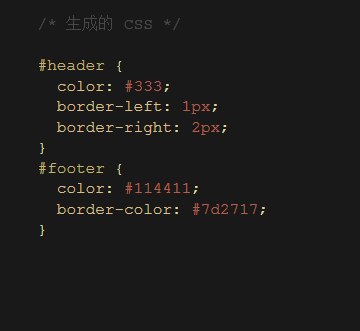 /* 生成的 CSS */
#header {
  color: #333;
  border-left: 1px;
  border-right: 2px;
}
#footer {
  color: #114411;
  border-color: #7d2717;
}